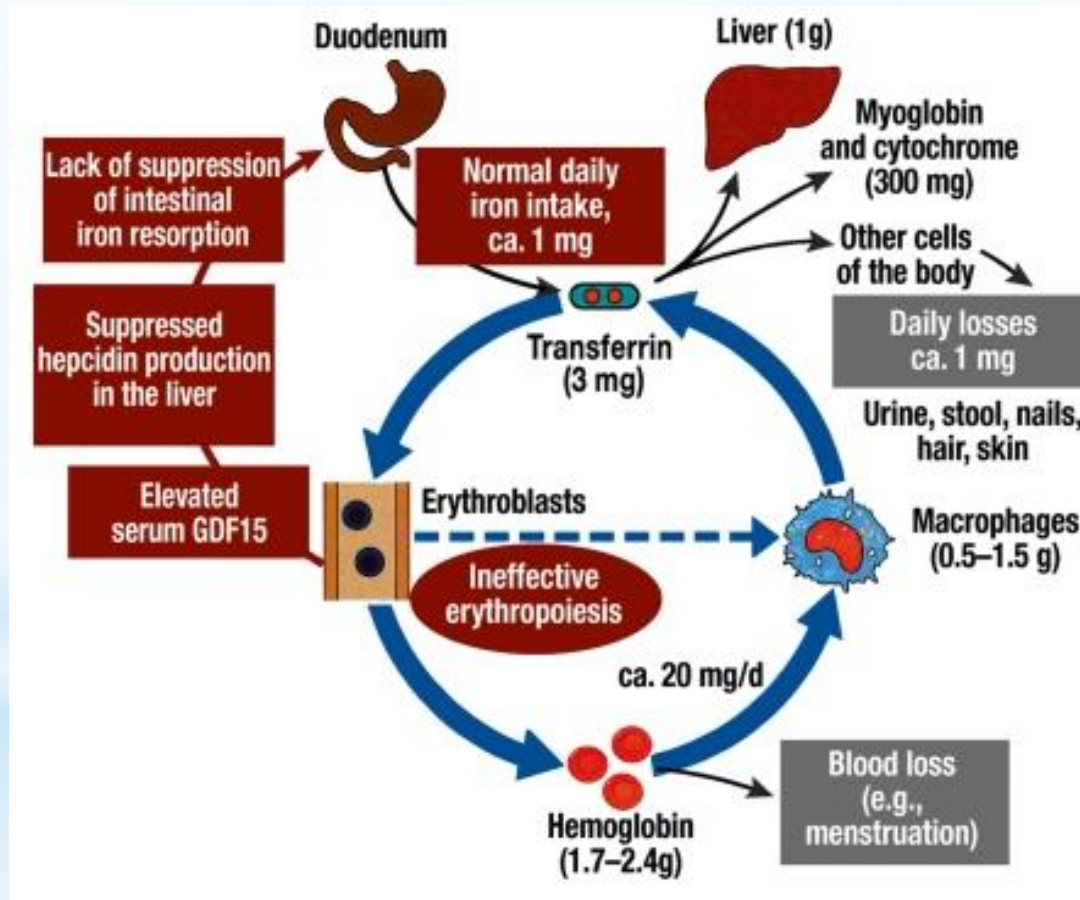 Duodenum
Liver (1g)
Myoglobin
and cytochrome
(300 mg)
Lack of suppression
of intestinal
iron resorption
Normal daily
iron intake,
ca. 1 mg
Other cells
of the body
Suppressed
hepcidin production
in the liver
Transferrin
(3 mg)
Daily losses
ca. 1 mg
Urine, stool, nails,
hair, skin
Elevated
serum GDF15
Erythroblasts
Macrophages
(0.5–1.5 g)
Ineffective
erythropoiesis
ca. 20 mg/d
Hemoglobin
(1.7–2.4g)
Blood loss
(e.g.,
menstruation)